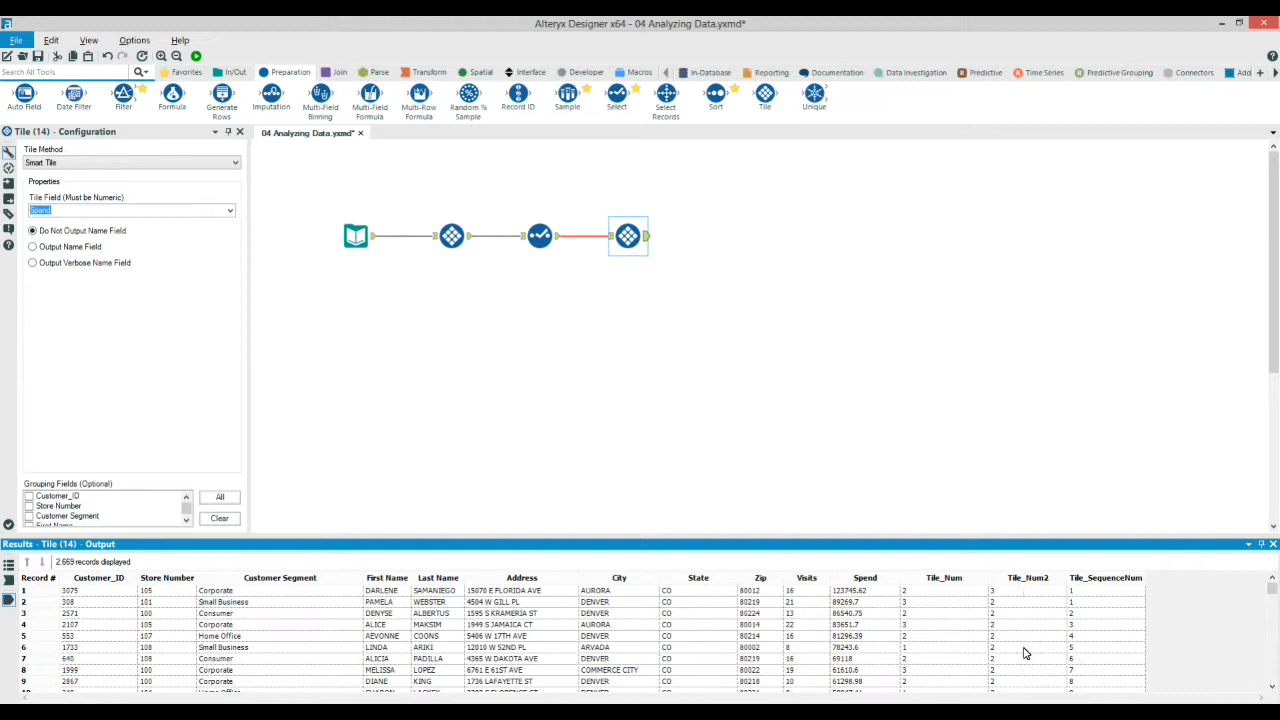 Alteryx Designer x64 - 04 Analyzing Data.yxmd*
File Edit View Options Help
Search All Tools Favorites In/Out Preparation Join Parse Transform Spatial Interface Developer Macros In-Database Reporting Documentation Data Investigation Predictive Time Series Predictive Grouping Connectors Add
Auto Field Date Filter Filter Formula Generate Rows Imputation Multi-Field Binning Multi-Field Formula Multi-Row Formula Random % Sample Record ID Sample Select Select Records Sort Tile Unique
Tile (14) - Configuration
04 Analyzing Data.yxmd*
Tile Method
Smart Tile
Properties
Tile Field (Must be Numeric)
Spend
Do Not Output Name Field
Output Name Field
Output Verbose Name Field
Grouping Fields (Optional)
Customer_ID
Store Number
Customer Segment
First Name
All
Clear
Results - Tile (14) - Output
2,659 records displayed
Record # Customer_ID Store Number Customer Segment First Name Last Name Address City State Zip Visits Spend Tile_Num Tile_Num2 Tile_SequenceNum
1 3075 105 Corporate DARLENE SAMANIEGO 15070 E FLORIDA AVE AURORA CO 80012 16 123745.62 2 3 1
2 308 101 Small Business PAMELA WEBSTER 4504 W GILL PL DENVER CO 80219 21 89269.7 3 2 1
3 2571 100 Consumer DENYSE ALBERTUS 1595 S KRAMERIA ST DENVER CO 80224 13 86540.75 2 2 2
4 2107 105 Corporate ALICE MAKSIM 1949 S JAMAICA CT AURORA CO 80014 22 83651.7 3 2 3
5 553 107 Home Office AEVONNE COONS 5406 W 17TH AVE DENVER CO 80214 16 81296.39 2 2 4
6 1733 108 Small Business LINDA ARIKI 12010 W 52ND PL ARVADA CO 80002 8 78243.6 1 2 5
7 640 108 Consumer ALICIA PADILLA 4365 W DAKOTA AVE DENVER CO 80219 16 69118 2 2 6
8 1999 100 Corporate MELISSA LOPEZ 6761 E 61ST AVE COMMERCE CITY CO 80022 19 61610.6 3 2 7
9 2867 100 Corporate DIANE KING 1736 LAFAYETTE ST DENVER CO 80218 10 61298.98 2 2 8